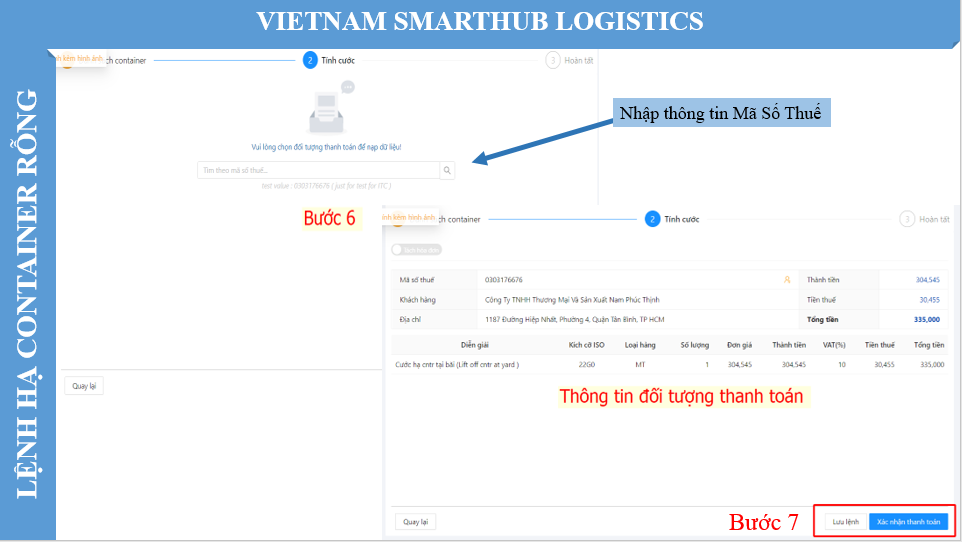 VIETNAM SMARTHUB LOGISTICS
LỆNH HẠ CONTAINER RỖNG
nh kèm hình ảnh
ch container
2 Tính cước
3 Hoàn tất
Nhập thông tin Mã Số Thuế
Vui lòng chọn đối tượng thanh toán để nạp dữ liệu!
Tìm theo mã số thuế...
test value : 0303176676 ( just for test for ITC )
Bước 6
Quay lại
ính kèm hình ảnh
ch container
2 Tính cước
3 Hoàn tất
Mã số thuế 0303176676 Thành tiền 304,545
Khách hàng Công Ty TNHH Thương Mại Và Sản Xuất Nam Phúc Thịnh Tiền thuế 30,455
Địa chỉ 1187 Đường Hiệp Nhất, Phường 4, Quận Tân Bình, TP HCM Tổng tiền 335,000
Diễn giải Kích cỡ ISO Loại hàng Số lượng Đơn giá Thành tiền VAT(%) Tiền thuế Tổng tiền
Cước hạ cntr tại bãi (Lift off cntr at yard ) 22G0 MT 1 304,545 304,545 10 30,455 335,000
Thông tin đối tượng thanh toán
Quay lại
Bước 7
Lưu lệnh
Xác nhận thanh toán